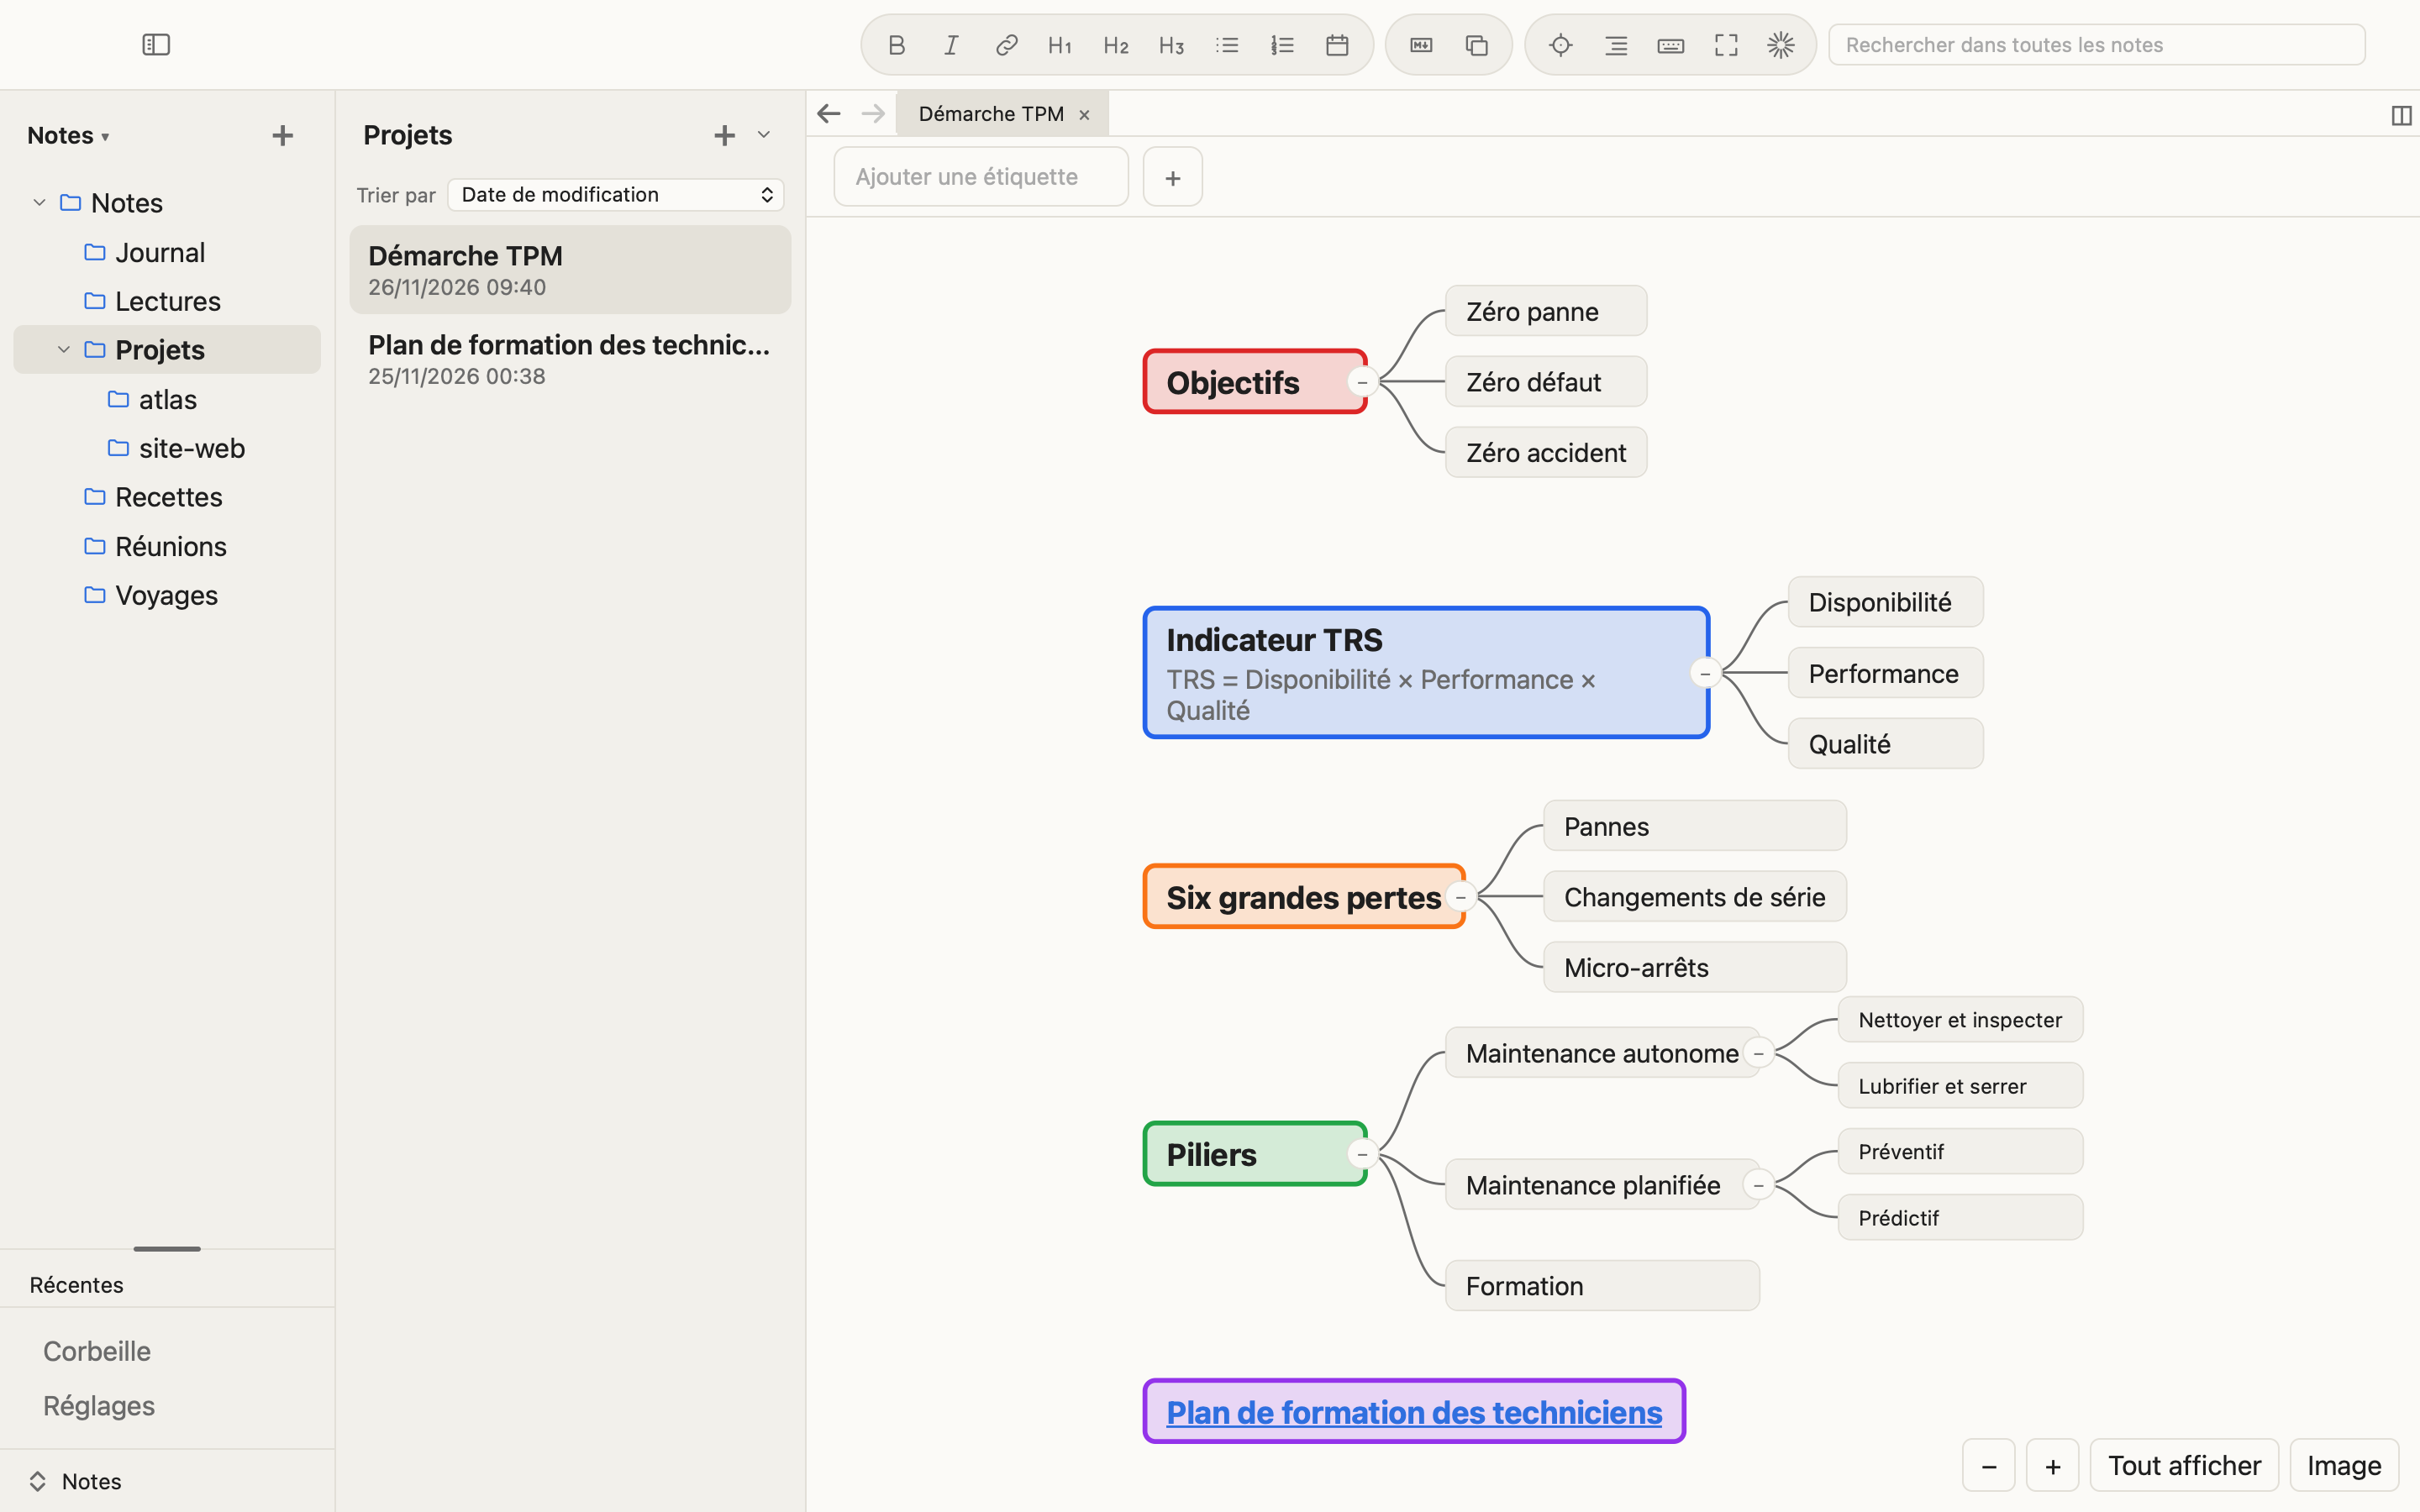 B I H1 H2 H3
Rechercher dans toutes les notes
Notes
Notes
Journal
Lectures
Projets
atlas
site-web
Recettes
Réunions
Voyages
Récentes
Corbeille
Réglages
Notes
Projets
Trier par Date de modification
Démarche TPM
26/11/2026 09:40
Plan de formation des technic...
25/11/2026 00:38
Démarche TPM ×
Ajouter une étiquette +
Objectifs
Zéro panne
Zéro défaut
Zéro accident
Indicateur TRS
TRS = Disponibilité × Performance ×
Qualité
Disponibilité
Performance
Qualité
Six grandes pertes
Pannes
Changements de série
Micro-arrêts
Piliers
Maintenance autonome
Nettoyer et inspecter
Lubrifier et serrer
Maintenance planifiée
Préventif
Prédictif
Formation
Plan de formation des techniciens
− + Tout afficher Image